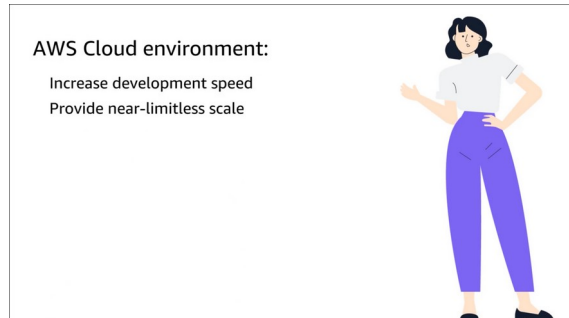 AWS Cloud environment:
Increase development speed
Provide near-limitless scale